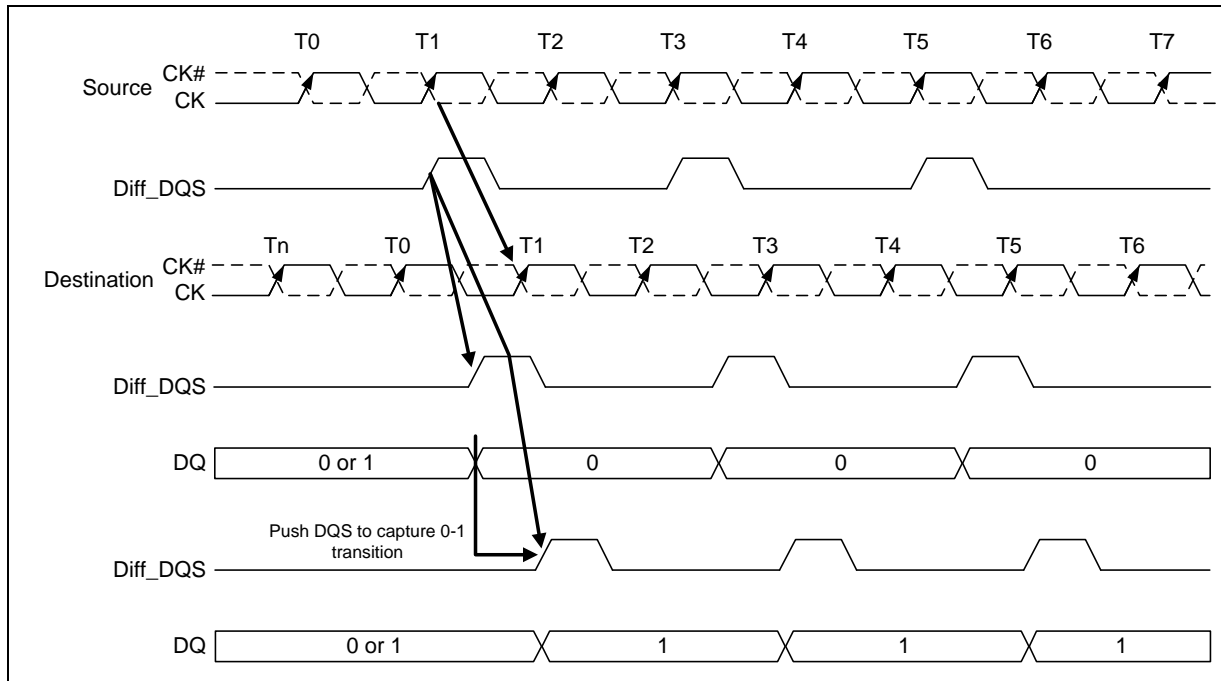 T0 T1 T2 T3 T4 T5 T6 T7
Source CK#
CK
Diff_DQS
Tn T0 T1 T2 T3 T4 T5 T6
Destination CK#
CK
Diff_DQS
DQ 0 or 1 0 0 0
Push DQS to capture 0-1
transition
Diff_DQS
DQ 0 or 1 1 1 1